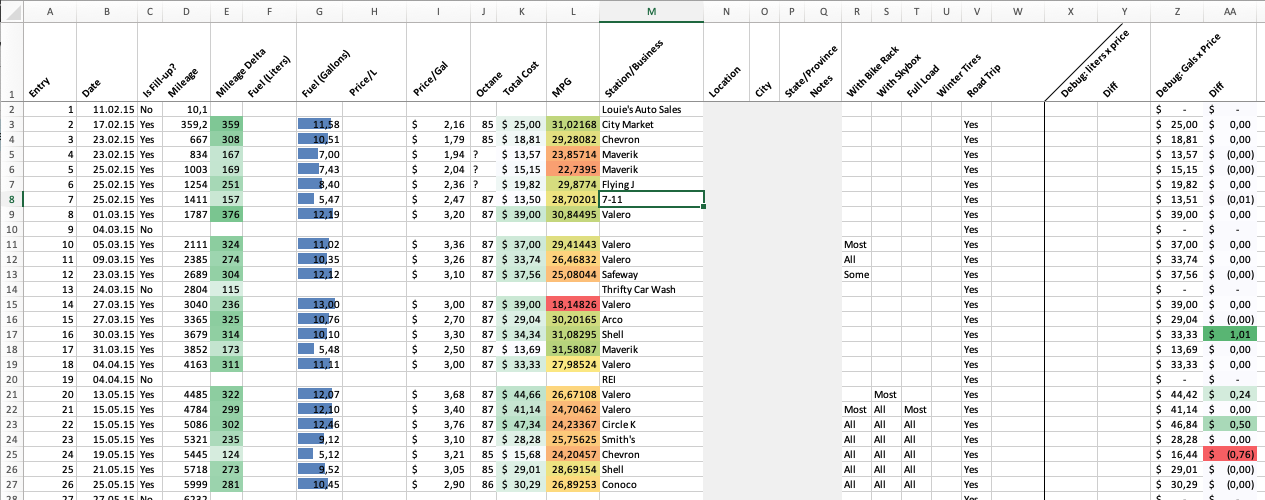 A B C D E F G H I J K L M N O P Q R S T U V W X Y Z AA
1 Entry Date Is Fill-up? Mileage Mileage Delta Fuel (Liters) Fuel (Gallons) Price/L Price/Gal Octane Total Cost MPG Station/Business Location City State/Province Notes With Bike Rack With Skybox Full Load Winter Tires Road Trip Debug: liters x price Diff Debug: Gals x Price Diff
2 1 11.02.15 No 10,1 Louie's Auto Sales $ - $ -
3 2 17.02.15 Yes 359,2 359 11,58 $ 2,16 85 $ 25,00 31,02168 City Market Yes $ 25,00 $ 0,00
4 3 23.02.15 Yes 667 308 10,51 $ 1,79 85 $ 18,81 29,28082 Chevron Yes $ 18,81 $ 0,00
5 4 23.02.15 Yes 834 167 7,00 $ 1,94 ? $ 13,57 23,85714 Maverik Yes $ 13,57 $ (0,00)
6 5 25.02.15 Yes 1003 169 7,43 $ 2,04 ? $ 15,15 22,7395 Maverik Yes $ 15,15 $ (0,00)
7 6 25.02.15 Yes 1254 251 8,40 $ 2,36 ? $ 19,82 29,8774 Flying J Yes $ 19,82 $ 0,00
8 7 25.02.15 Yes 1411 157 5,47 $ 2,47 87 $ 13,50 28,70201 7-11 Yes $ 13,51 $ (0,01)
9 8 01.03.15 Yes 1787 376 12,19 $ 3,20 87 $ 39,00 30,84495 Valero Yes $ 39,00 $ 0,00
10 9 04.03.15 No Yes $ - $ -
11 10 05.03.15 Yes 2111 324 11,02 $ 3,36 87 $ 37,00 29,41443 Valero Most Yes $ 37,00 $ 0,00
12 11 09.03.15 Yes 2385 274 10,35 $ 3,26 87 $ 33,74 26,46832 Valero All Yes $ 33,74 $ 0,00
13 12 23.03.15 Yes 2689 304 12,12 $ 3,10 87 $ 37,56 25,08044 Safeway Some Yes $ 37,56 $ (0,00)
14 13 24.03.15 No 2804 115 Thrifty Car Wash Yes $ - $ -
15 14 27.03.15 Yes 3040 236 13,00 $ 3,00 87 $ 39,00 18,14826 Valero Yes $ 39,00 $ 0,00
16 15 27.03.15 Yes 3365 325 10,76 $ 2,70 87 $ 29,04 30,20165 Arco Yes $ 29,04 $ (0,00)
17 16 30.03.15 Yes 3679 314 10,10 $ 3,30 87 $ 34,34 31,08295 Shell Yes $ 33,33 $ 1,01
18 17 31.03.15 Yes 3852 173 5,48 $ 2,50 87 $ 13,69 31,58087 Maverik Yes $ 13,69 $ 0,00
19 18 04.04.15 Yes 4163 311 11,11 $ 3,00 87 $ 33,33 27,98524 Valero Yes $ 33,33 $ 0,00
20 19 04.04.15 No REI Yes $ - $ -
21 20 13.05.15 Yes 4485 322 12,07 $ 3,68 87 $ 44,66 26,67108 Valero Most Yes $ 44,42 $ 0,24
22 21 15.05.15 Yes 4784 299 12,10 $ 3,40 87 $ 41,14 24,70462 Valero Most All Most Yes $ 41,14 $ 0,00
23 22 15.05.15 Yes 5086 302 12,46 $ 3,76 87 $ 47,34 24,23367 Circle K All All All Yes $ 46,84 $ 0,50
24 23 15.05.15 Yes 5321 235 9,12 $ 3,10 87 $ 28,28 25,75625 Smith's All All All Yes $ 28,28 $ 0,00
25 24 19.05.15 Yes 5445 124 5,12 $ 3,21 85 $ 15,68 24,20457 Chevron All All All Yes $ 16,44 $ (0,76)
26 25 21.05.15 Yes 5718 273 9,52 $ 3,05 85 $ 29,01 28,69154 Shell All All All Yes $ 29,01 $ (0,00)
27 26 25.05.15 Yes 5999 281 10,45 $ 2,90 86 $ 30,29 26,89253 Conoco All All All Yes $ 30,29 $ (0,00)
28 27 27.05.15 No 6232 Yes